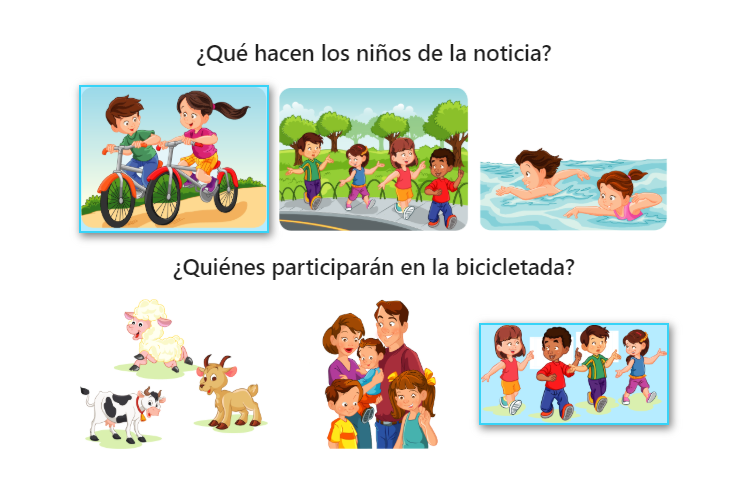 ¿Qué hacen los niños de la noticia?
¿Quiénes participarán en la bicicletada?